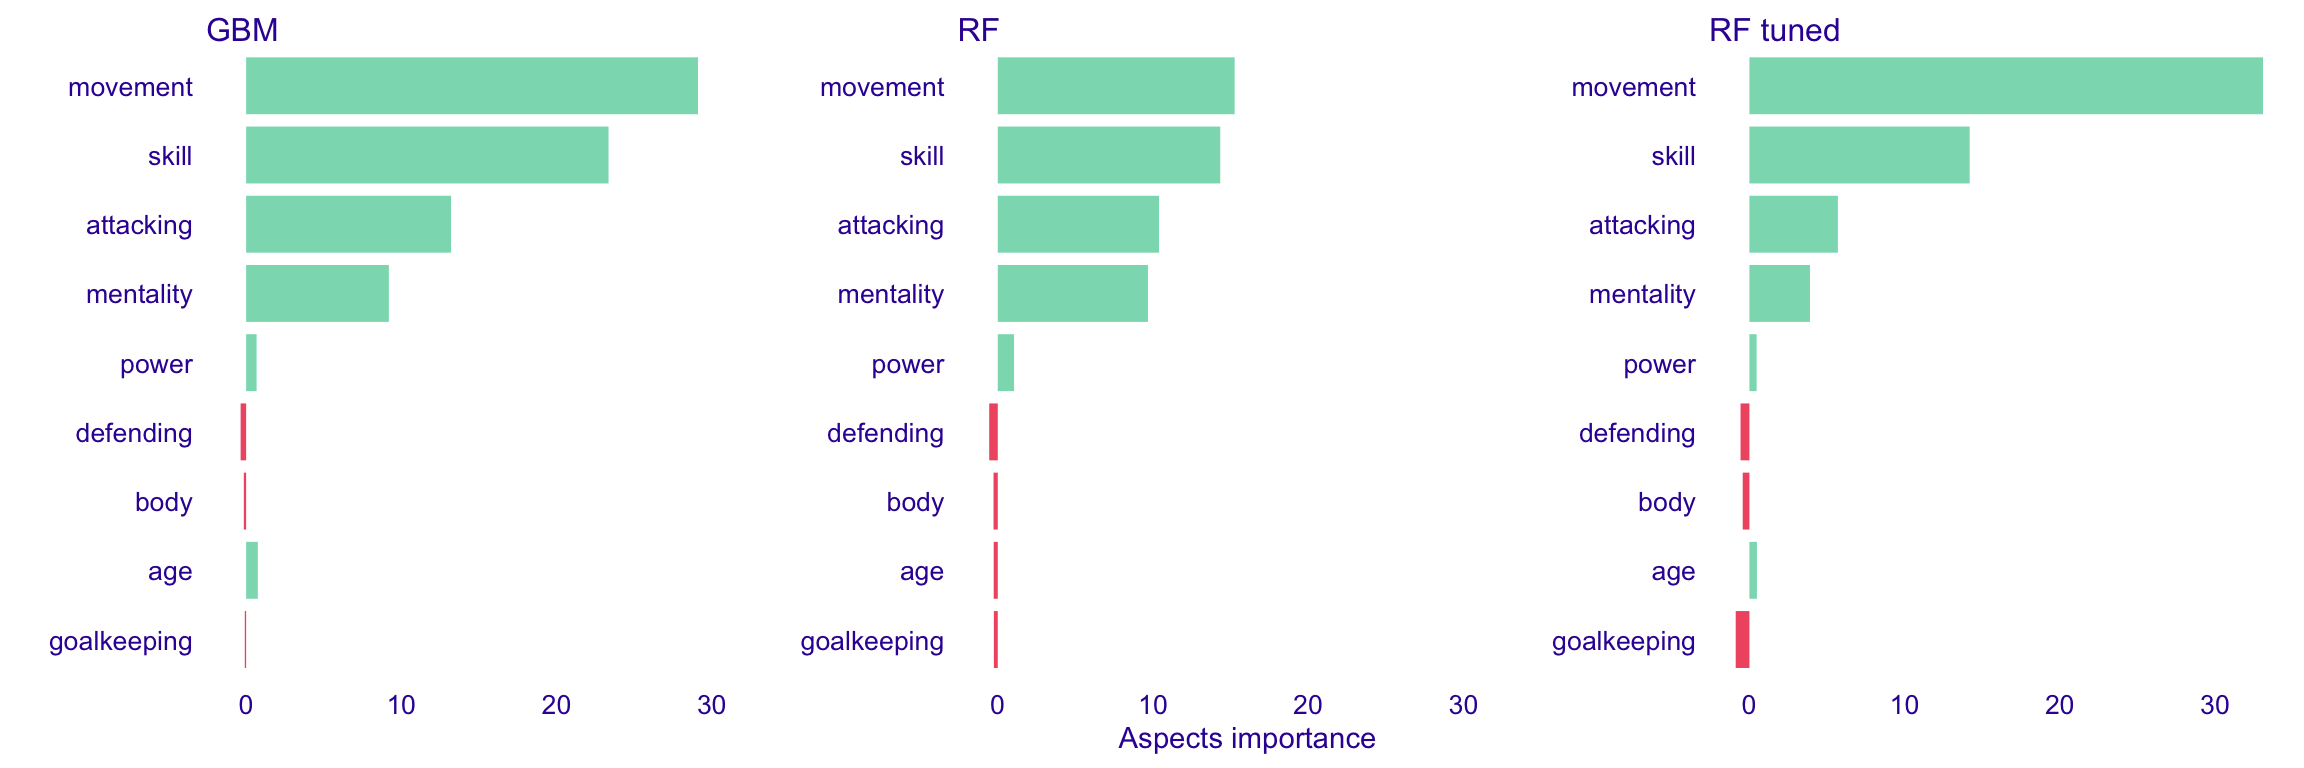 GBM
movement
skill
attacking
mentality
power
defending
body
age
goalkeeping
0 10 20 30
RF
movement
skill
attacking
mentality
power
defending
body
age
goalkeeping
0 10 20 30
RF tuned
movement
skill
attacking
mentality
power
defending
body
age
goalkeeping
0 10 20 30
Aspects importance